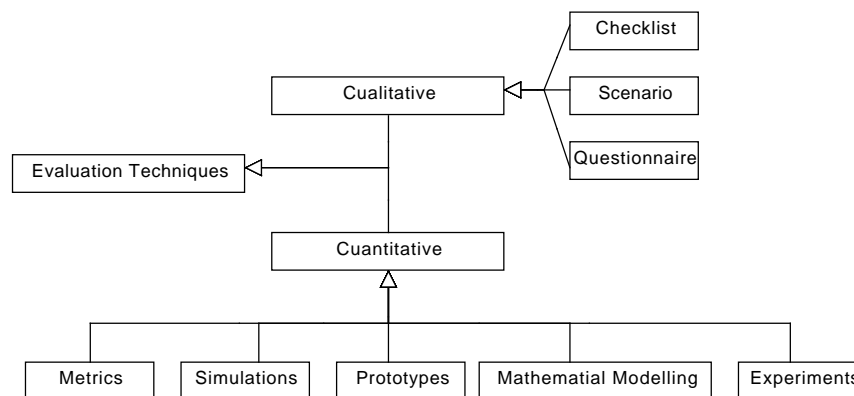 Checklist
Cualitative
Scenario
Questionnaire
Evaluation Techniques
Cuantitative
Metrics
Simulations
Prototypes
Mathematial Modelling
Experiments